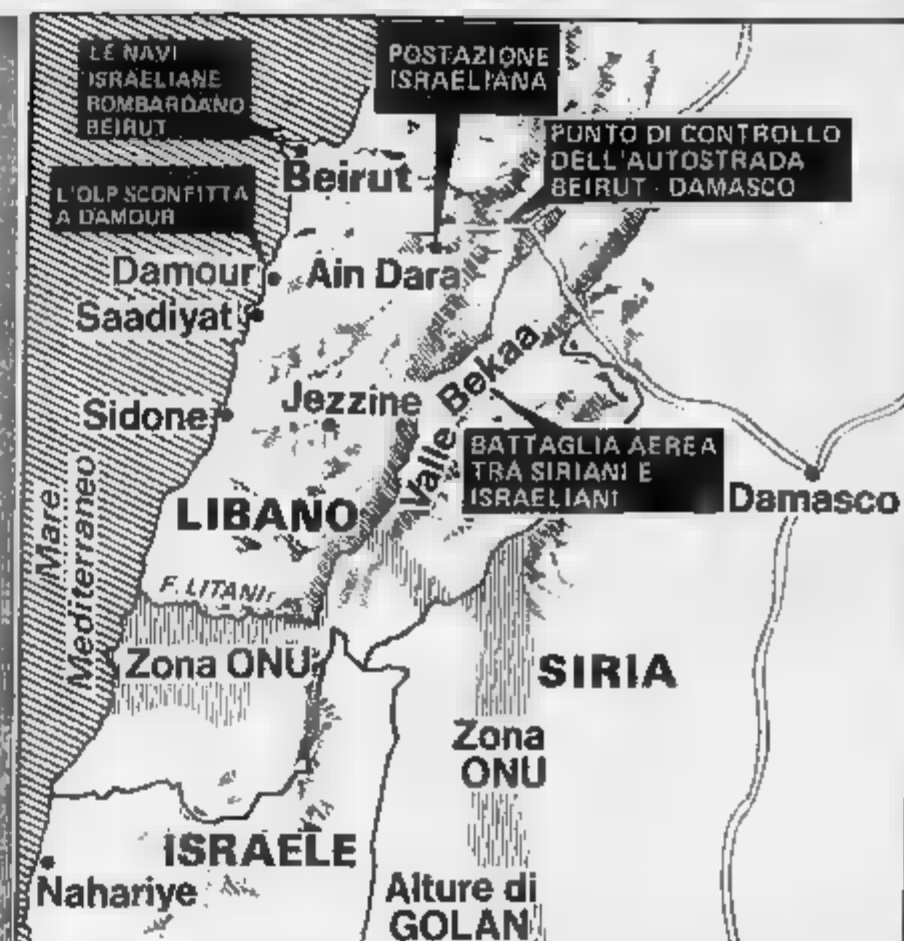 LE NAVI
ISRAELIANE
BOMBARDANO
BEIRUT
POSTAZIONE
ISRAELIANA
PUNTO DI CONTROLLO
DELL'AUTOSTRADA
BEIRUT - DAMASCO
Beirut
L'OLP SCONFITTA
A DAMOUR
Damour
Ain Dara
Saadiyat
Valle Bekaa
Jezzine
Sidone
BATTAGLIA AEREA
TRA SIRIANI E
ISRAELIANI
Damasco
Mare
Mediterraneo
LIBANO
F. LITANI
Zona ONU
SIRIA
Zona
ONU
ISRAELE
Nahariye
Alture di
GOLAN